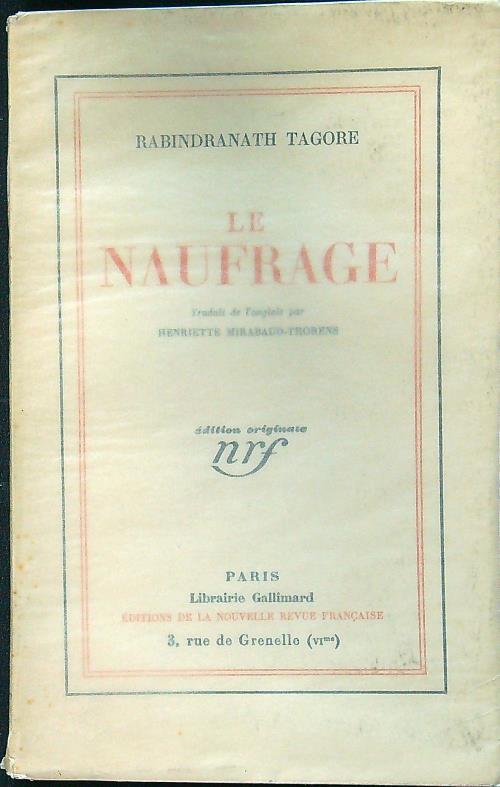 RABINDRANATH TAGORE
LE
NAUFRAGE
Traduit de l'anglais par
HENRIETTE MIRABAUD-THORENS
édition originale
nrf
PARIS
Librairie Gallimard
ÉDITIONS DE LA NOUVELLE REVUE FRANÇAISE
3, rue de Grenelle (VIme)